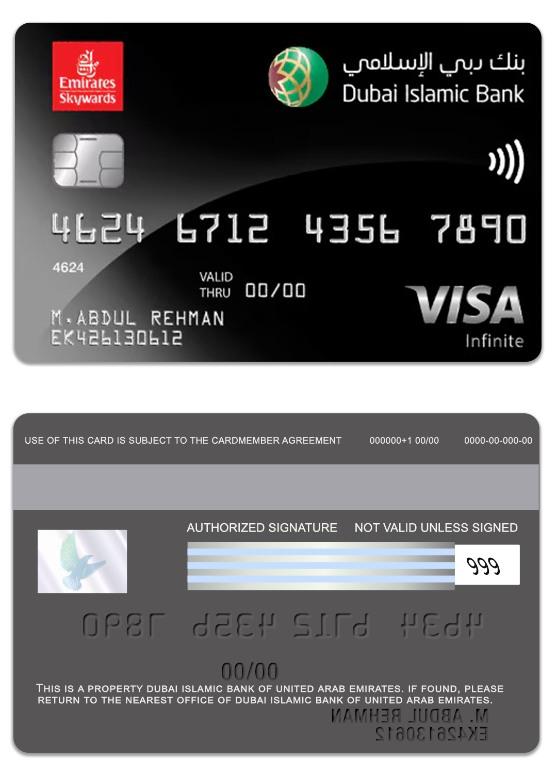 Emirates
Skywards
بنك دبي الإسلامي
Dubai Islamic Bank
4624 6712 4356 7890
4624
VALID
THRU 00/00
M.ABDUL REHMAN
EK426130612
VISA
Infinite
USE OF THIS CARD IS SUBJECT TO THE CARDMEMBER AGREEMENT 000000+1 00/00 0000-00-000-00
AUTHORIZED SIGNATURE NOT VALID UNLESS SIGNED
999
00/00
THIS IS A PROPERTY DUBAI ISLAMIC BANK OF UNITED ARAB EMIRATES. IF FOUND, PLEASE
RETURN TO THE NEAREST OFFICE OF DUBAI ISLAMIC BANK OF UNITED ARAB EMIRATES.
M. ABDUL REHMAN
EK426130612